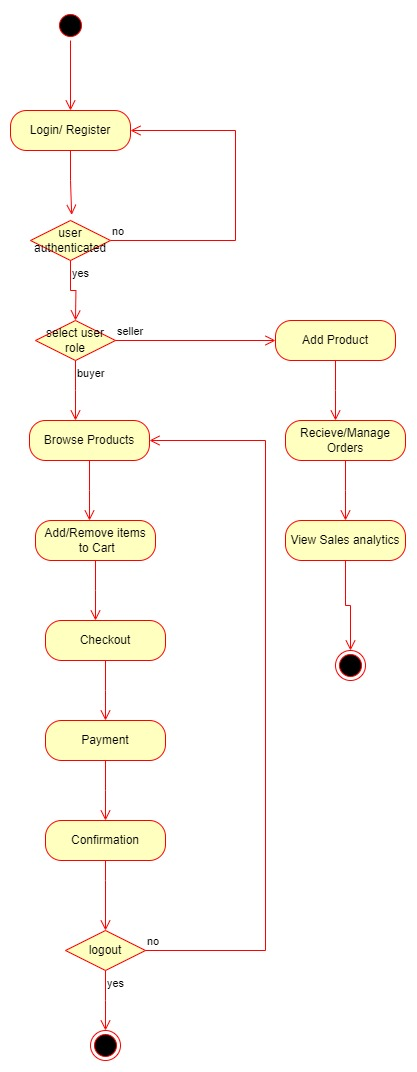 Login/ Register
no
user
authenticated
yes
select user
role
seller
Add Product
buyer
Browse Products
Recieve/Manage
Orders
Add/Remove items
to Cart
View Sales analytics
Checkout
Payment
Confirmation
logout
no
yes